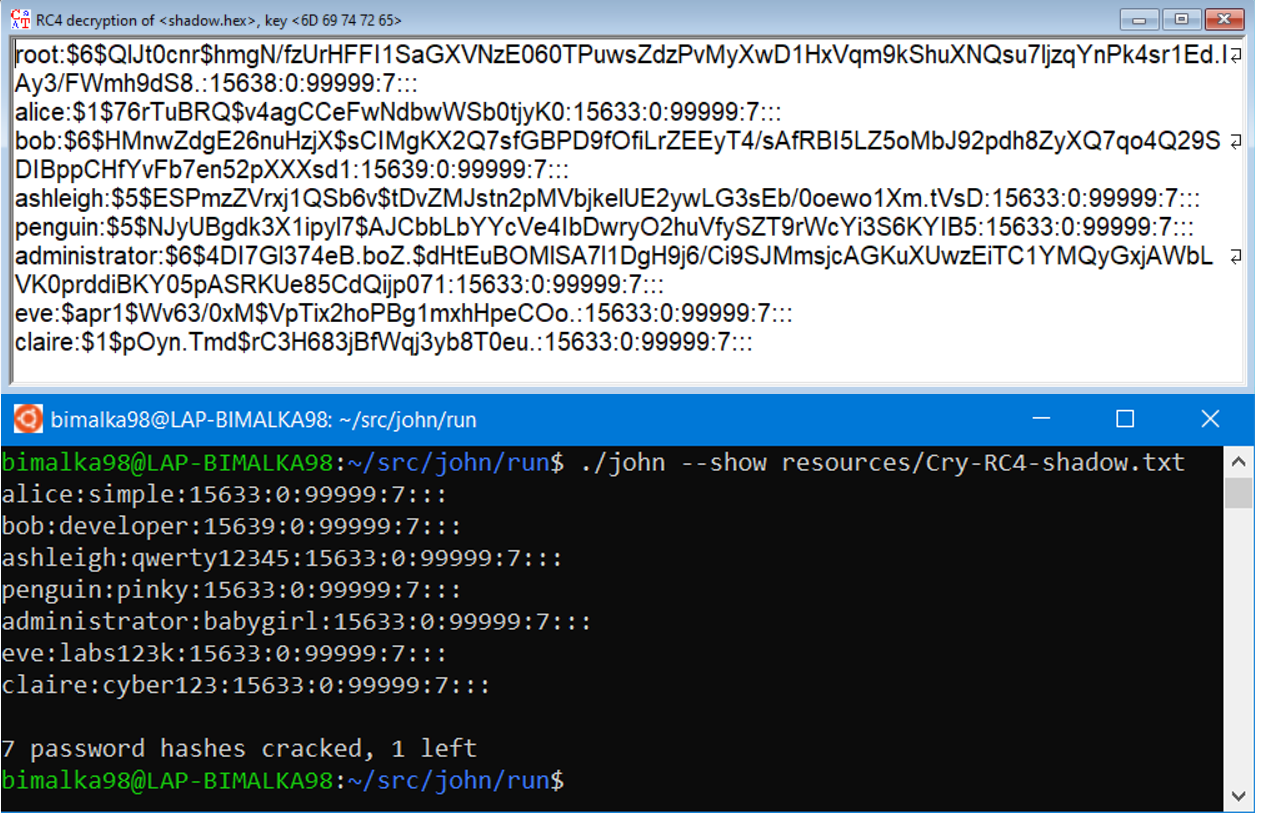 RC4 decryption of <shadow.hex>, key <6D 69 74 72 65>
root:$6$QIJt0cnr$hmgN/fzUrHFFI1SaGXVNzE060TPuwsZdzPvMyXwD1HxVqm9kShuXNQsu7ljzqYnPk4sr1Ed.I
Ay3/FWmh9dS8.:15638:0:99999:7:::
alice:$1$76rTuBRQ$v4agCCeFwNdbwWSb0tjyK0:15633:0:99999:7:::
bob:$6$HMnwZdgE26nuHzjX$sCIMgKX2Q7sfGBPD9fOfiLrZEEyT4/sAfRBI5LZ5oMbJ92pdh8ZyXQ7qo4Q29S
DIBppCHfYvFb7en52pXXXsd1:15639:0:99999:7:::
ashleigh:$5$ESPmzZVrxj1QSb6v$tDvZMJstn2pMVbjkelUE2ywLG3sEb/0oewo1Xm.tVsD:15633:0:99999:7:::
penguin:$5$NJyUBgdk3X1ipyI7$AJCbbLbYYcVe4IbDwryO2huVfySZT9rWcYi3S6KYIB5:15633:0:99999:7:::
administrator:$6$4DI7GI374eB.boZ.$dHtEuBOMlSA7l1DgH9j6/Ci9SJMmsjcAGKuXUwzEiTC1YMQyGxjAWbL
VK0prddiBKY05pASRKUe85CdQijp071:15633:0:99999:7:::
eve:$apr1$Wv63/0xM$VpTix2hoPBg1mxhHpeCOo.:15633:0:99999:7:::
claire:$1$pOyn.Tmd$rC3H683jBfWqj3yb8T0eu.:15633:0:99999:7:::
bimalka98@LAP-BIMALKA98: ~/src/john/run
bimalka98@LAP-BIMALKA98:~/src/john/run$ ./john --show resources/Cry-RC4-shadow.txt
alice:simple:15633:0:99999:7:::
bob:developer:15639:0:99999:7:::
ashleigh:qwerty12345:15633:0:99999:7:::
penguin:pinky:15633:0:99999:7:::
administrator:babygirl:15633:0:99999:7:::
eve:labs123k:15633:0:99999:7:::
claire:cyber123:15633:0:99999:7:::
7 password hashes cracked, 1 left
bimalka98@LAP-BIMALKA98:~/src/john/run$